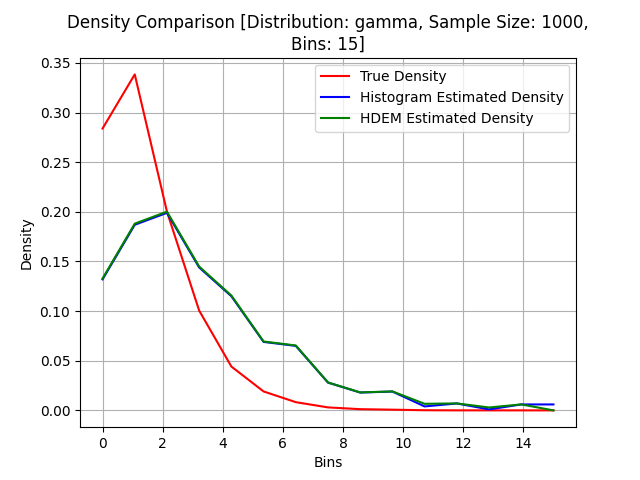 Density Comparison [Distribution: gamma, Sample Size: 1000,
Bins: 15]
True Density
Histogram Estimated Density
HDEM Estimated Density
Density
0.35
0.30
0.25
0.20
0.15
0.10
0.05
0.00
0 2 4 6 8 10 12 14
Bins